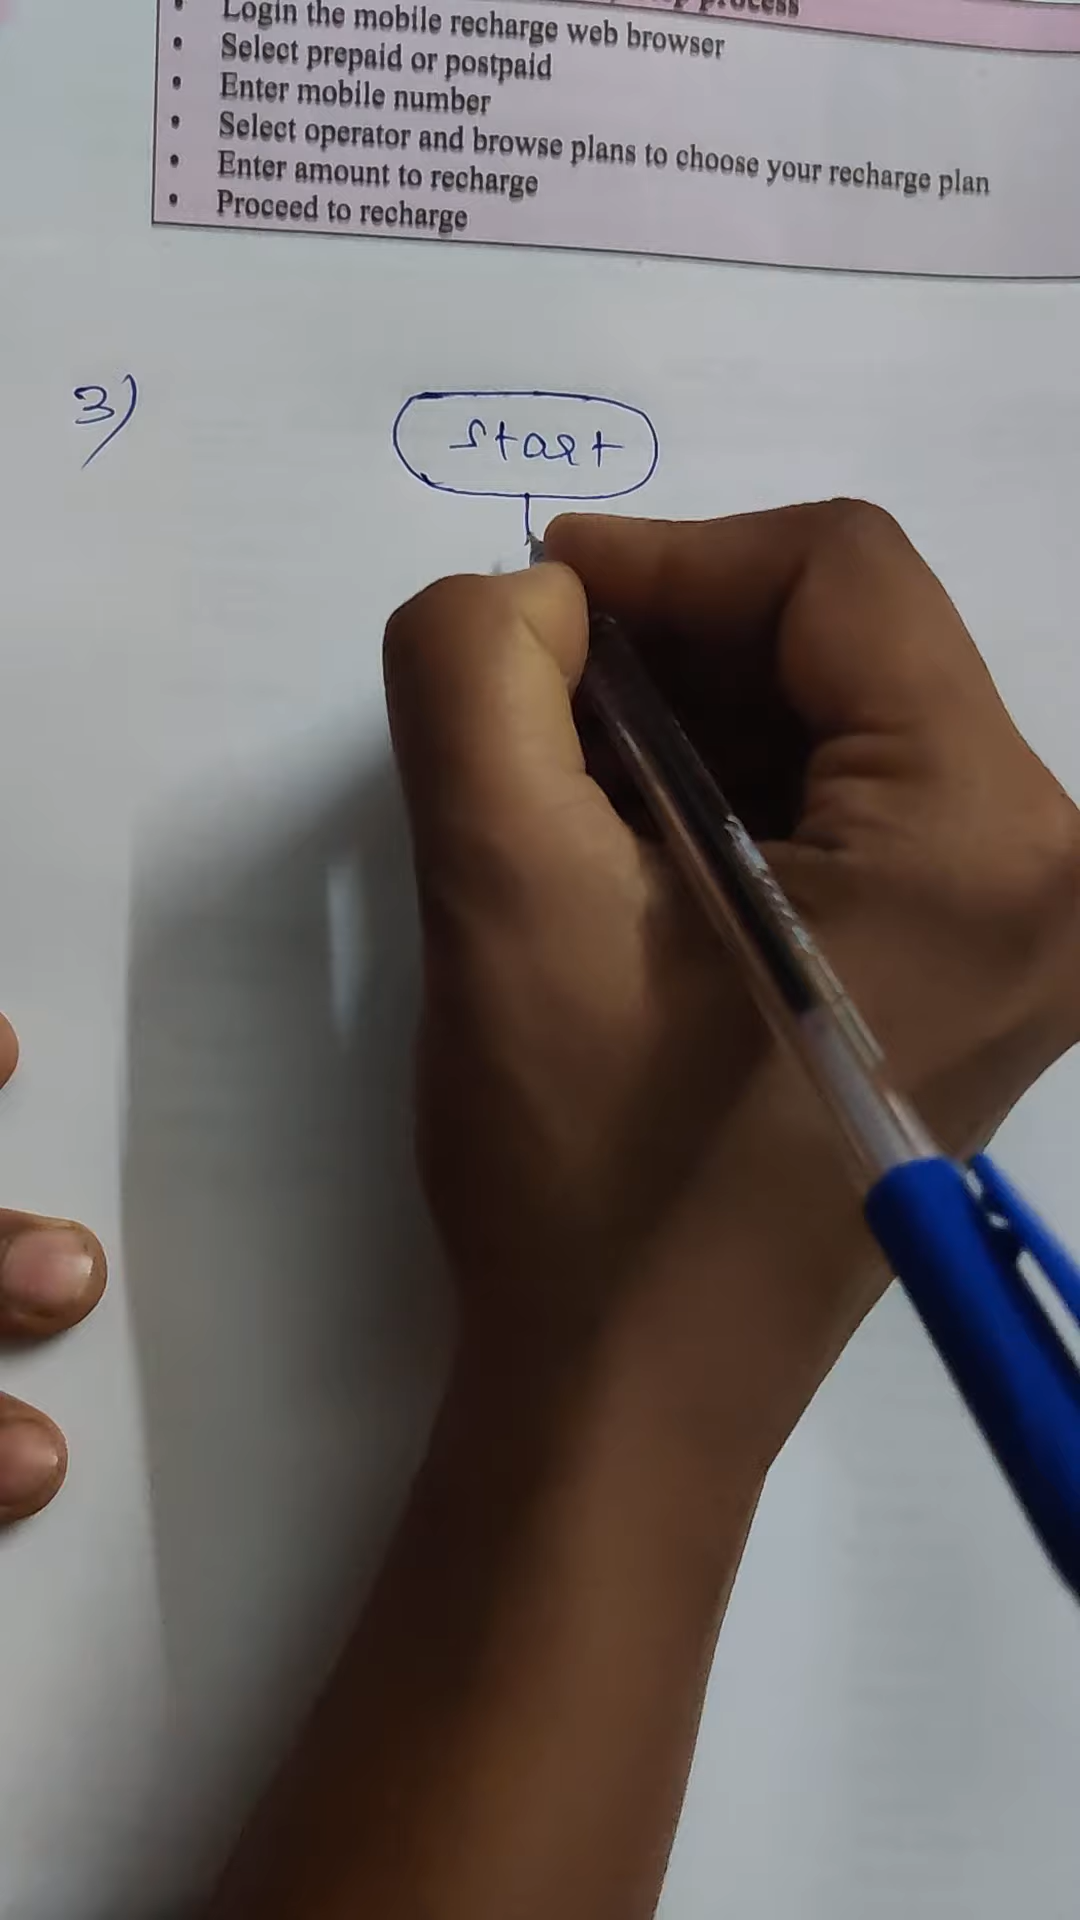 process
• Login the mobile recharge web browser
• Select prepaid or postpaid
• Enter mobile number
• Select operator and browse plans to choose your recharge plan
• Enter amount to recharge
• Proceed to recharge
3)
Start